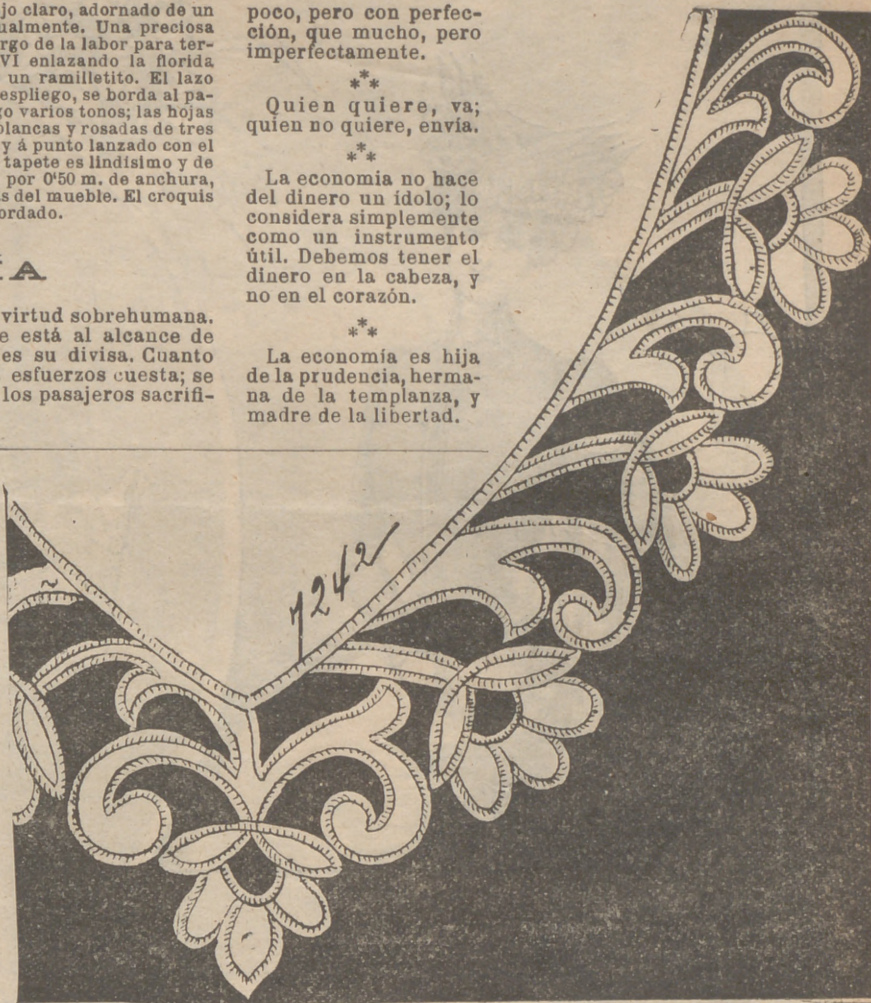 jo claro, adornado de un
ualmente. Una preciosa
rgo de la labor para ter-
VI enlazando la florida
un ramilletito. El lazo
espliego, se borda al pa-
go varios tonos; las hojas
blancas y rosadas de tres
y á punto lanzado con el
tapete es lindísimo y de
por 0'50 m. de anchura,
s del mueble. El croquis
ordado.
ÍA
virtud sobrehumana.
e está al alcance de
es su divisa. Cuanto
esfuerzos cuesta; se
los pasajeros sacrifi-
poco, pero con perfec-
ción, que mucho, pero
imperfectamente.
***
Quien quiere, va;
quien no quiere, envía.
***
La economia no hace
del dinero un ídolo; lo
considera simplemente
como un instrumento
útil. Debemos tener el
dinero en la cabeza, y
no en el corazón.
***
La economía es hija
de la prudencia, herma-
na de la templanza, y
madre de la libertad.
7242